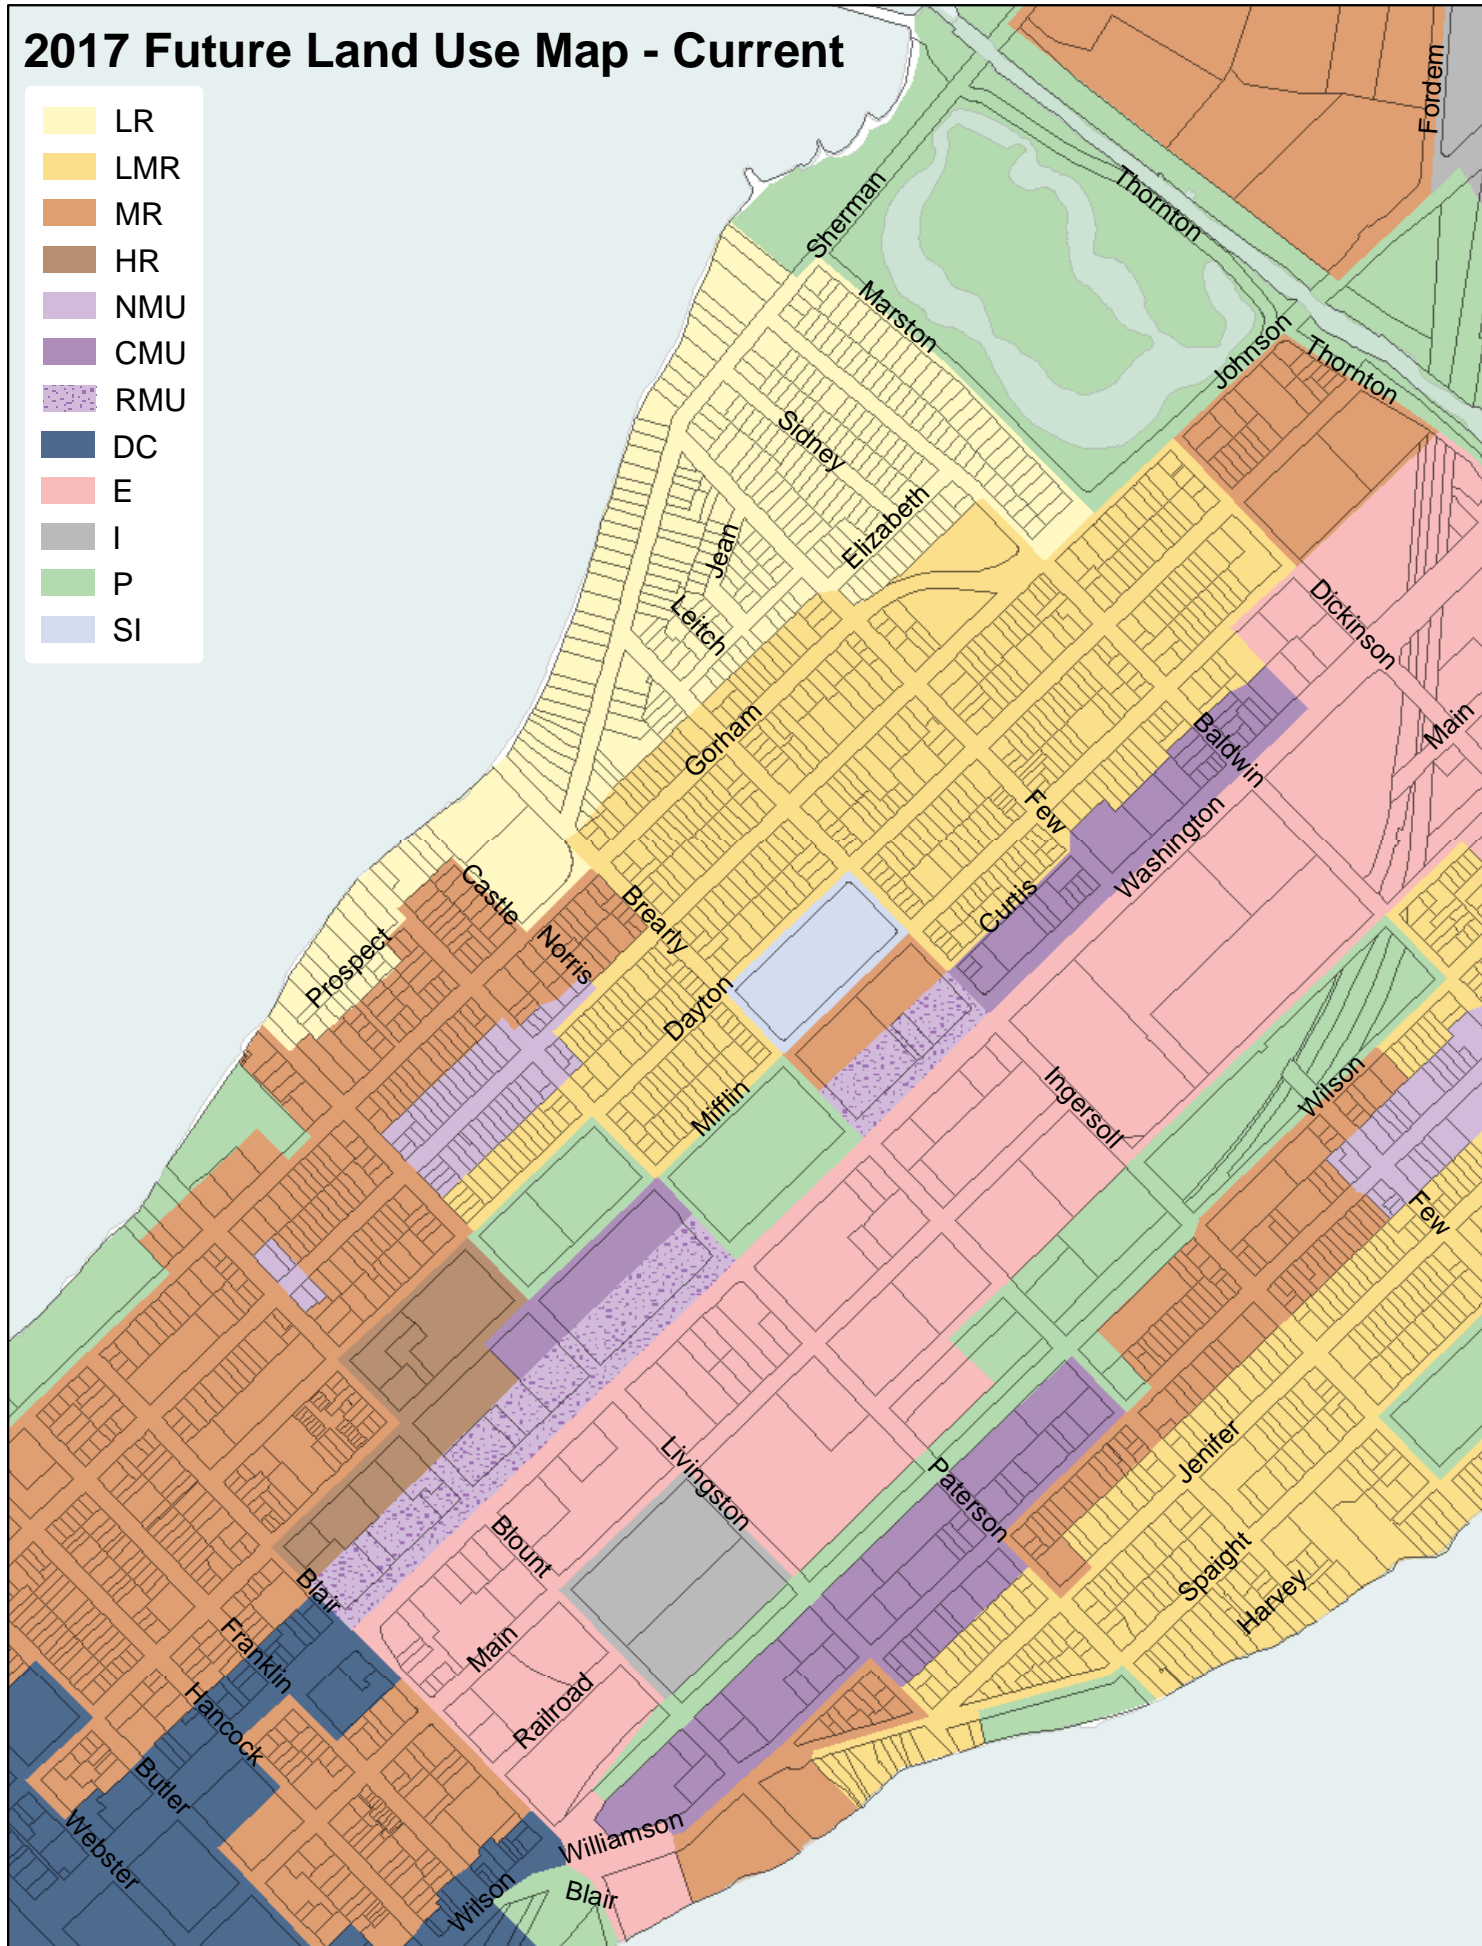 2017 Future Land Use Map - Current
LR
LMR
MR
HR
NMU
CMU
RMU
DC
E
I
P
SI
Fordem
Thornton
Sherman
Marston
Johnson
Thornton
Sidney
Elizabeth
Jean
Leitch
Dickinson
Gorham
Main
Baldwin
Few
Washington
Castle
Curtis
Brearly
Norris
Prospect
Dayton
Mifflin
Ingersoll
Wilson
Few
Livingston
Jenifer
Paterson
Blount
Spaight
Harvey
Blair
Franklin
Main
Railroad
Hancock
Butler
Webster
Williamson
Wilson
Blair